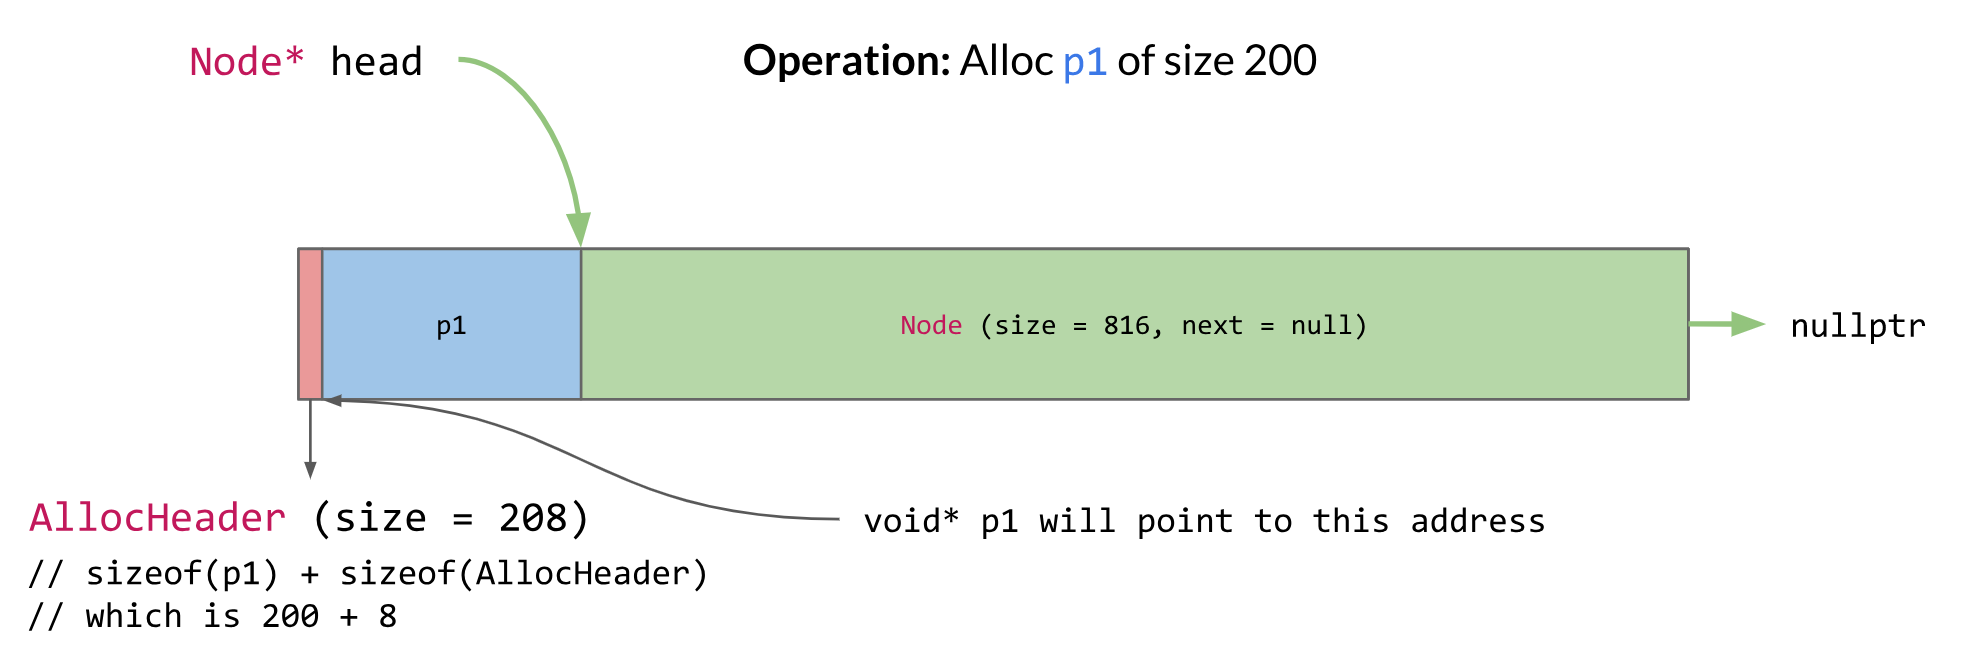 Node* head
Operation: Alloc p1 of size 200
p1
Node (size = 816, next = null)
nullptr
AllocHeader (size = 208)
void* p1 will point to this address
// sizeof(p1) + sizeof(AllocHeader)
// which is 200 + 8